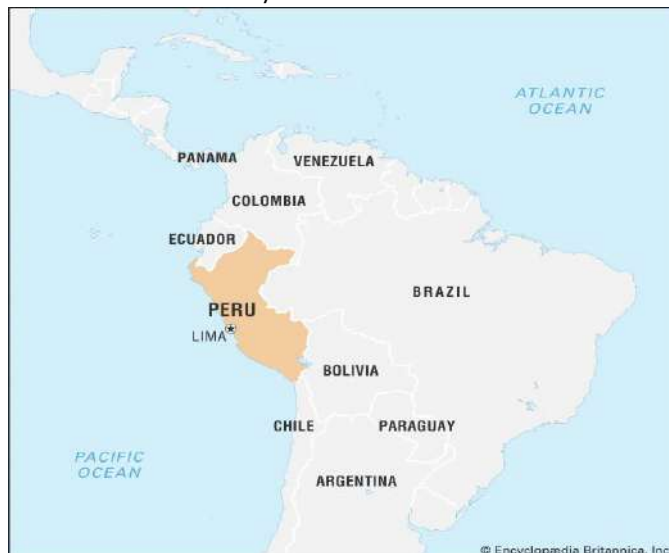 ATLANTIC
OCEAN
PANAMA
VENEZUELA
COLOMBIA
ECUADOR
BRAZIL
PERU
LIMA
BOLIVIA
CHILE
PARAGUAY
PACIFIC
OCEAN
ARGENTINA
© Encyclopædia Britannica, Inc.